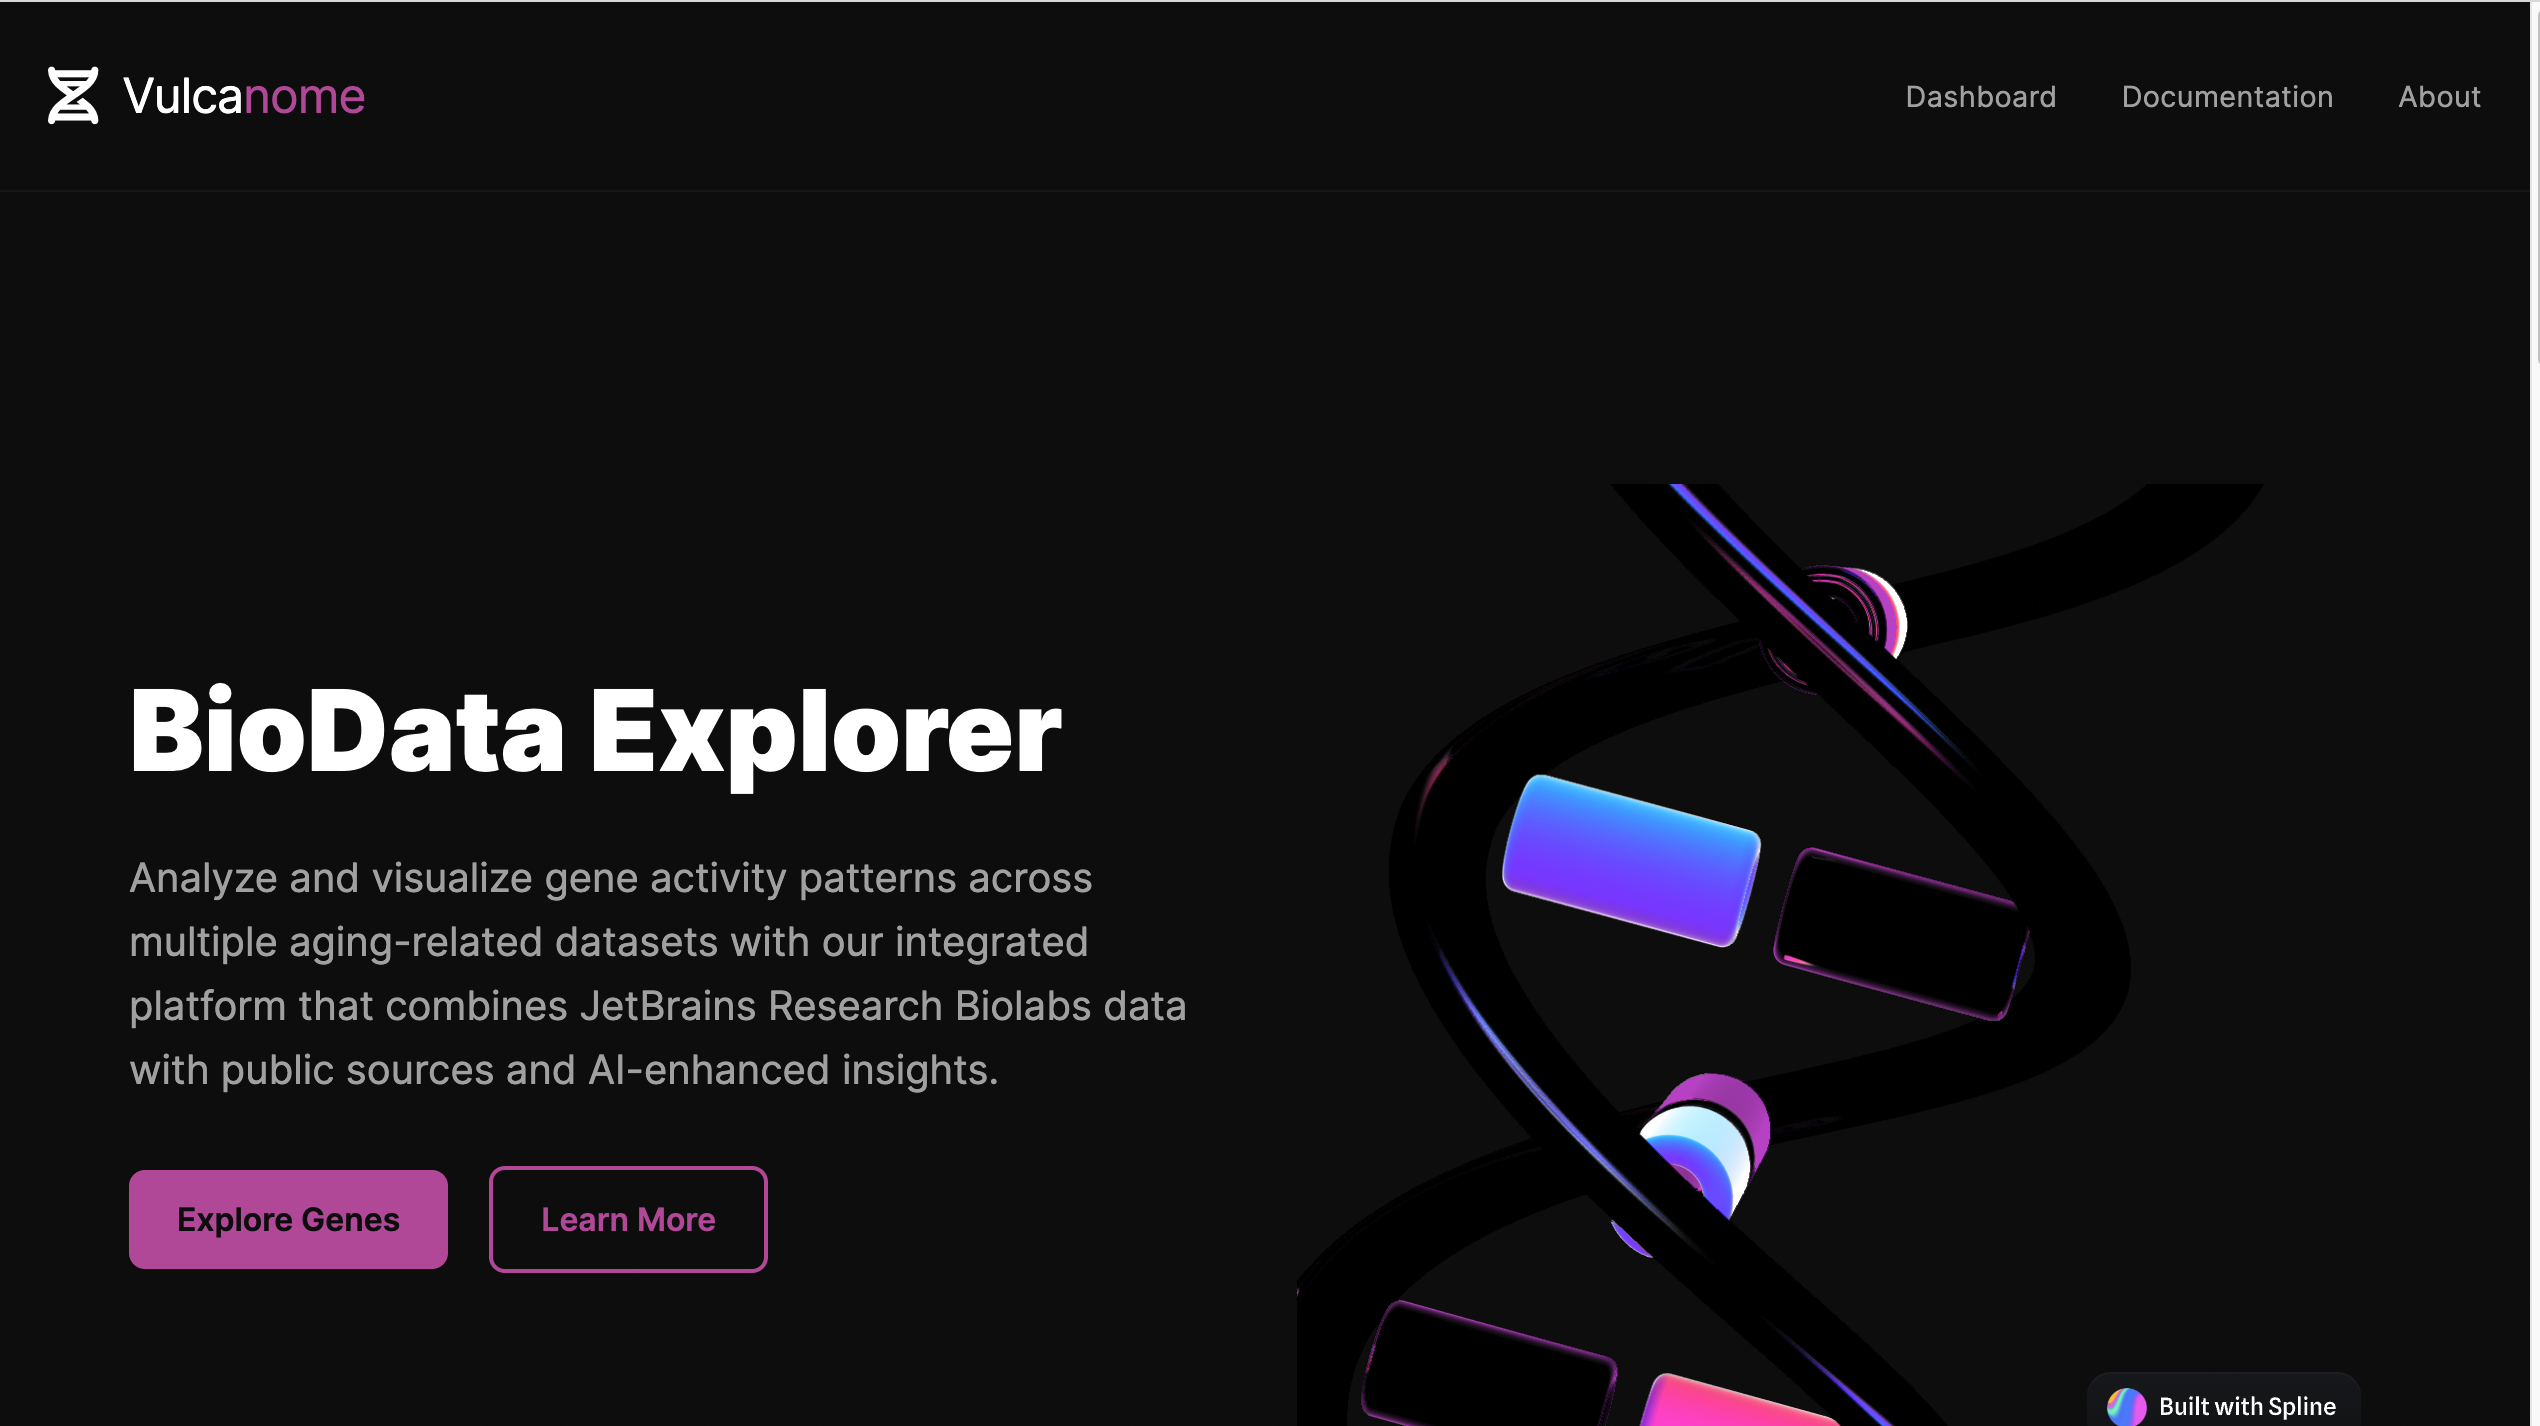 Vulcanome
Dashboard
Documentation
About
BioData Explorer
Analyze and visualize gene activity patterns across
multiple aging-related datasets with our integrated
platform that combines JetBrains Research Biolabs data
with public sources and AI-enhanced insights.
Explore Genes
Learn More
Built with Spline